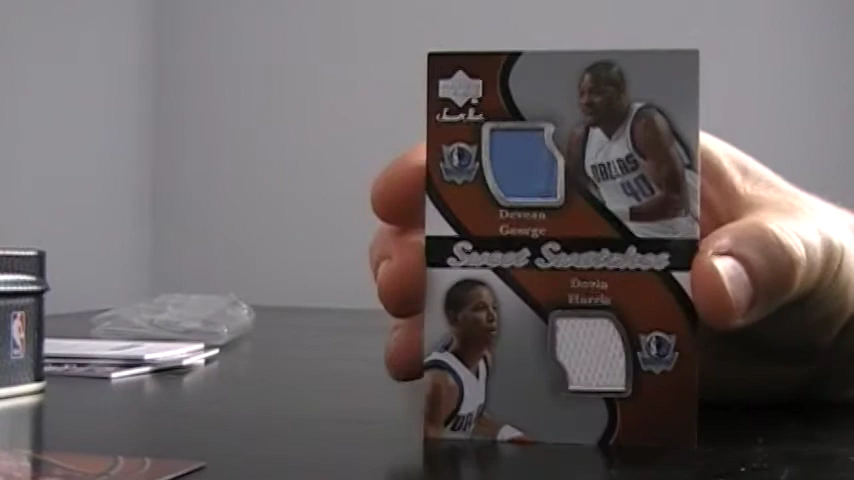 DALLAS
40
Devean
George
Sweet Swatches
Devin
Harris